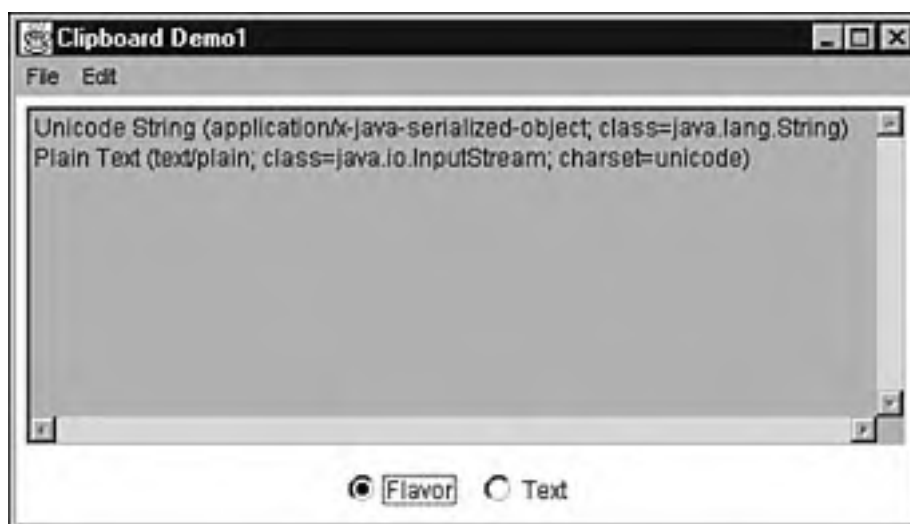 Clipboard Demo1
File Edit
Unicode String (application/x-java-serialized-object; class=java.lang.String)
Plain Text (text/plain; class=java.io.InputStream; charset=unicode)
Flavor Text